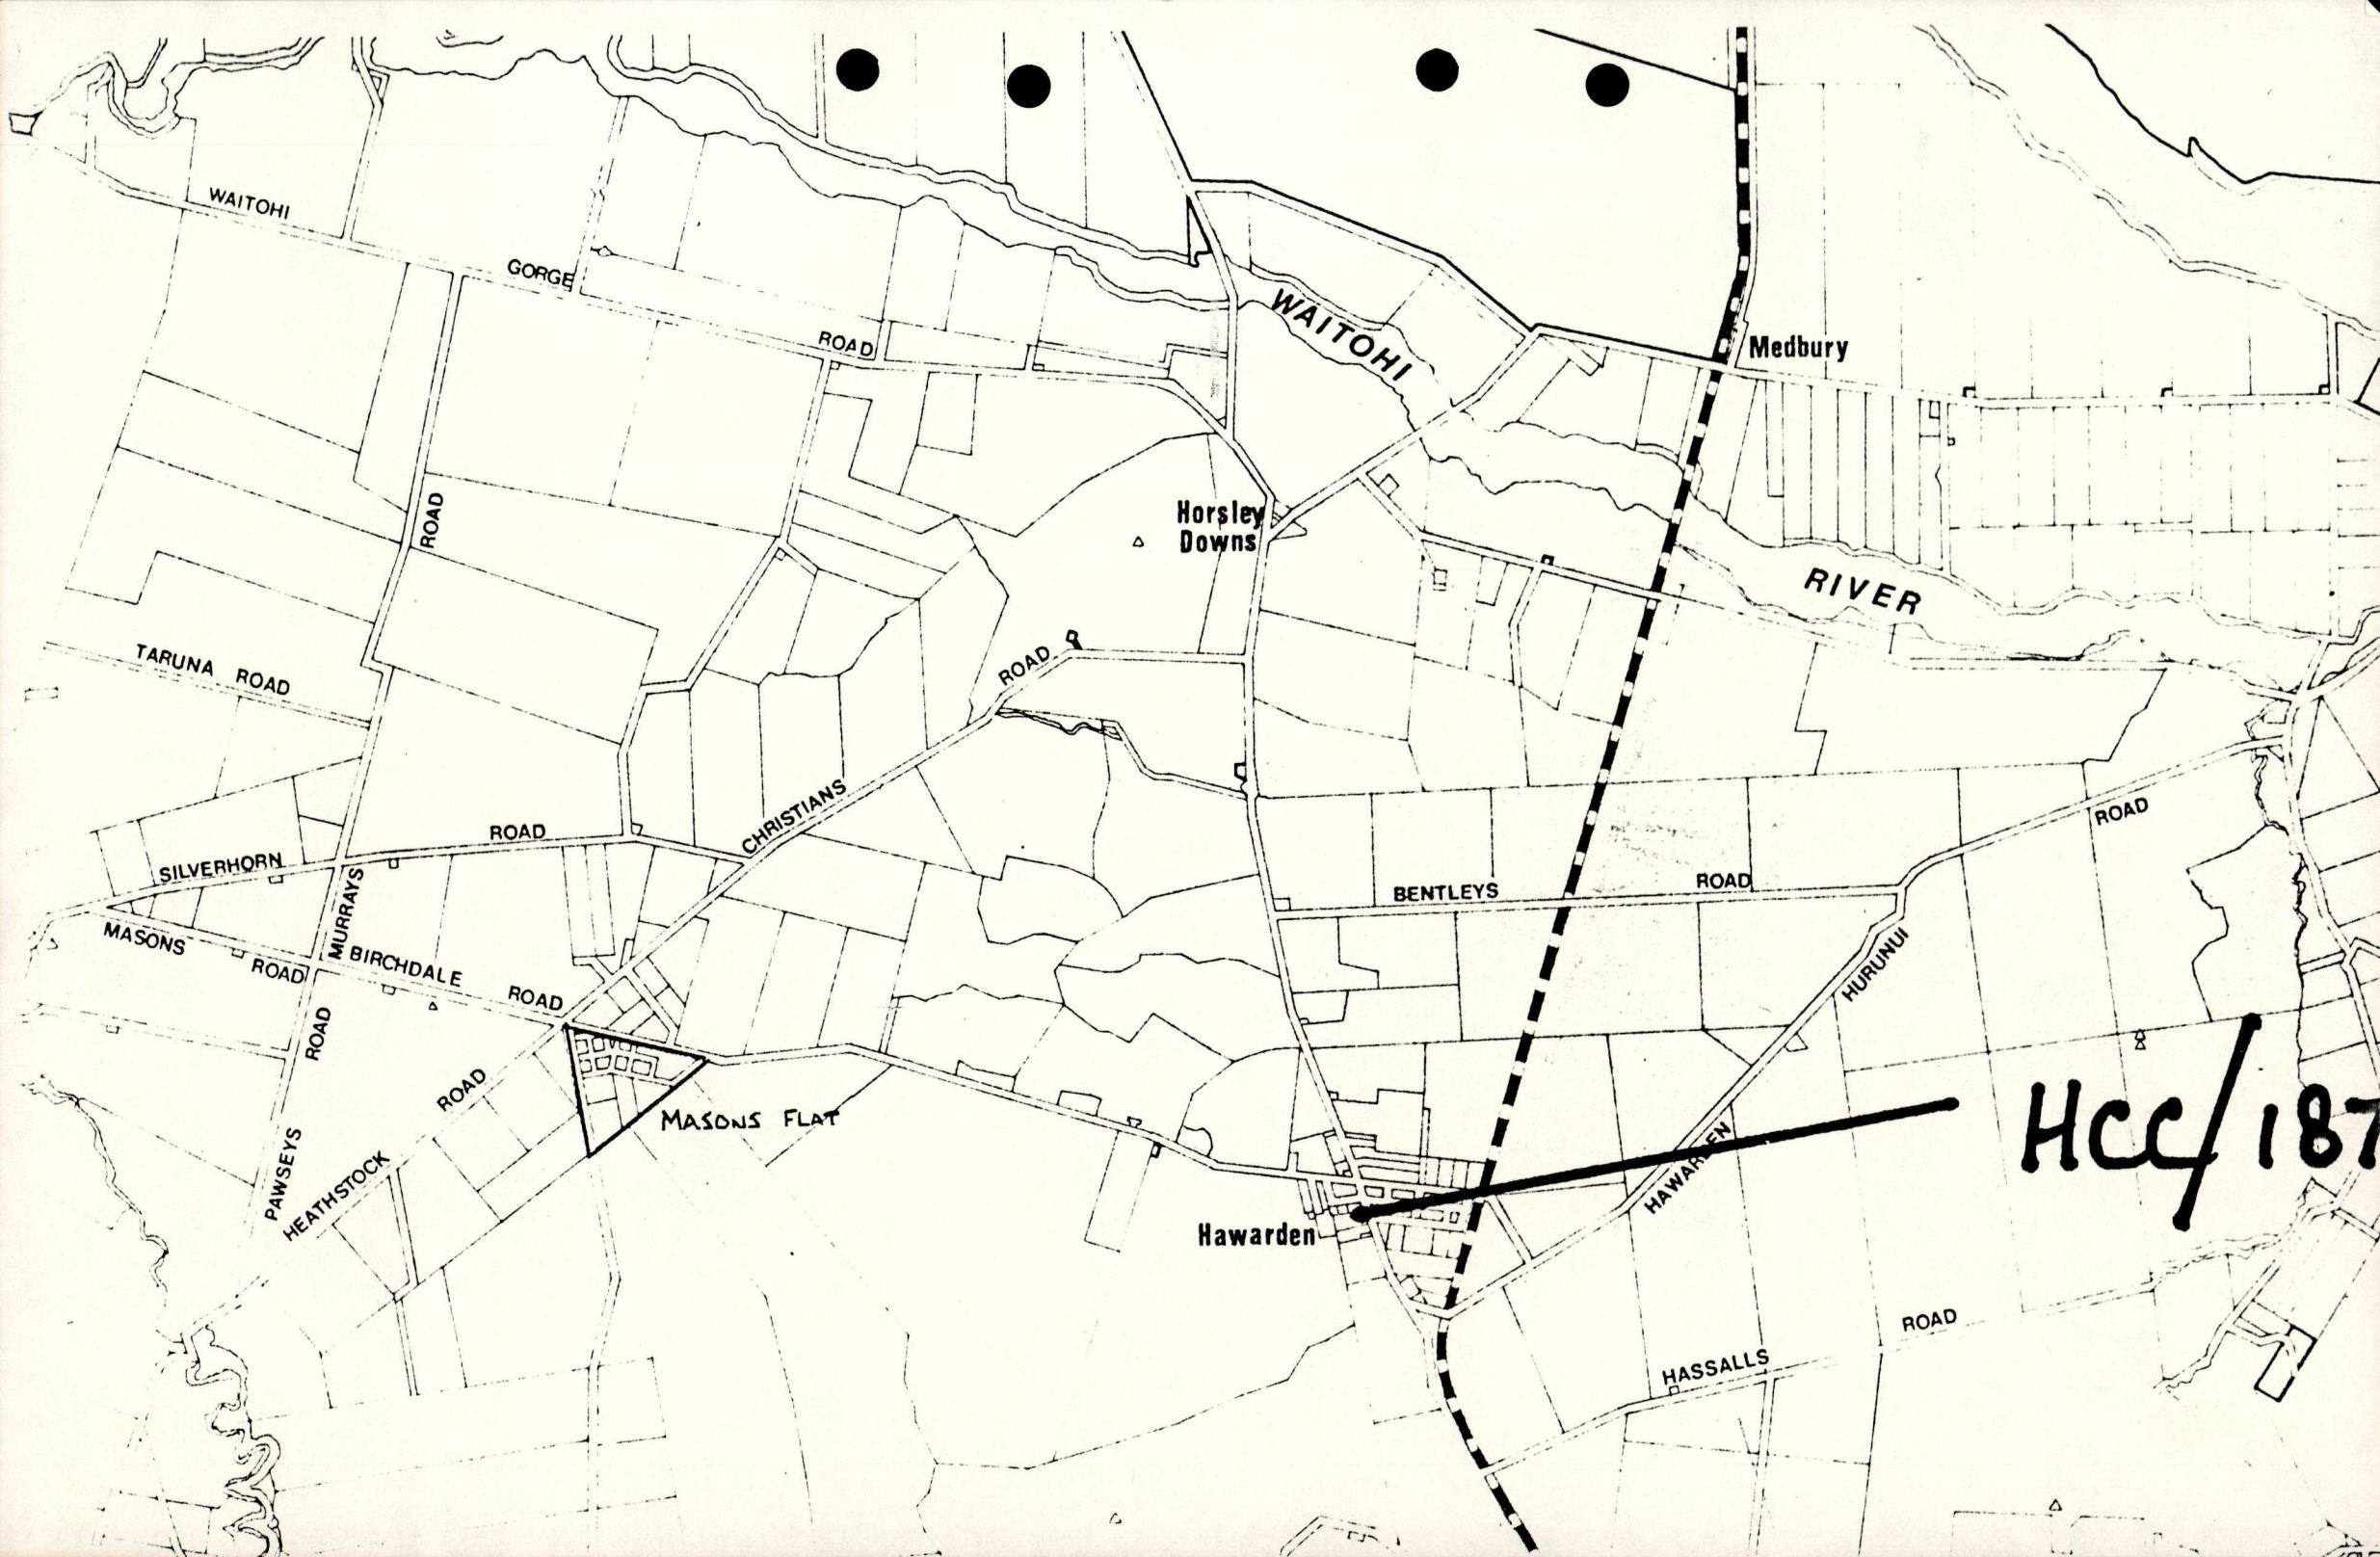 WAITOHI
GORGE
ROAD
WAITOHI
RIVER
Medbury
Horsley
Downs
ROAD
TARUNA ROAD
ROAD
CHRISTIANS
SILVERHORN
ROAD
MURRAYS
MASONS
ROAD
BIRCHDALE
ROAD
BENTLEYS
ROAD
ROAD
HURUNUI
HAWARDEN
ROAD
PAWSEYS
HEATHSTOCK
ROAD
MASONS FLAT
Hawarden
HCC/187
HASSALLS
ROAD